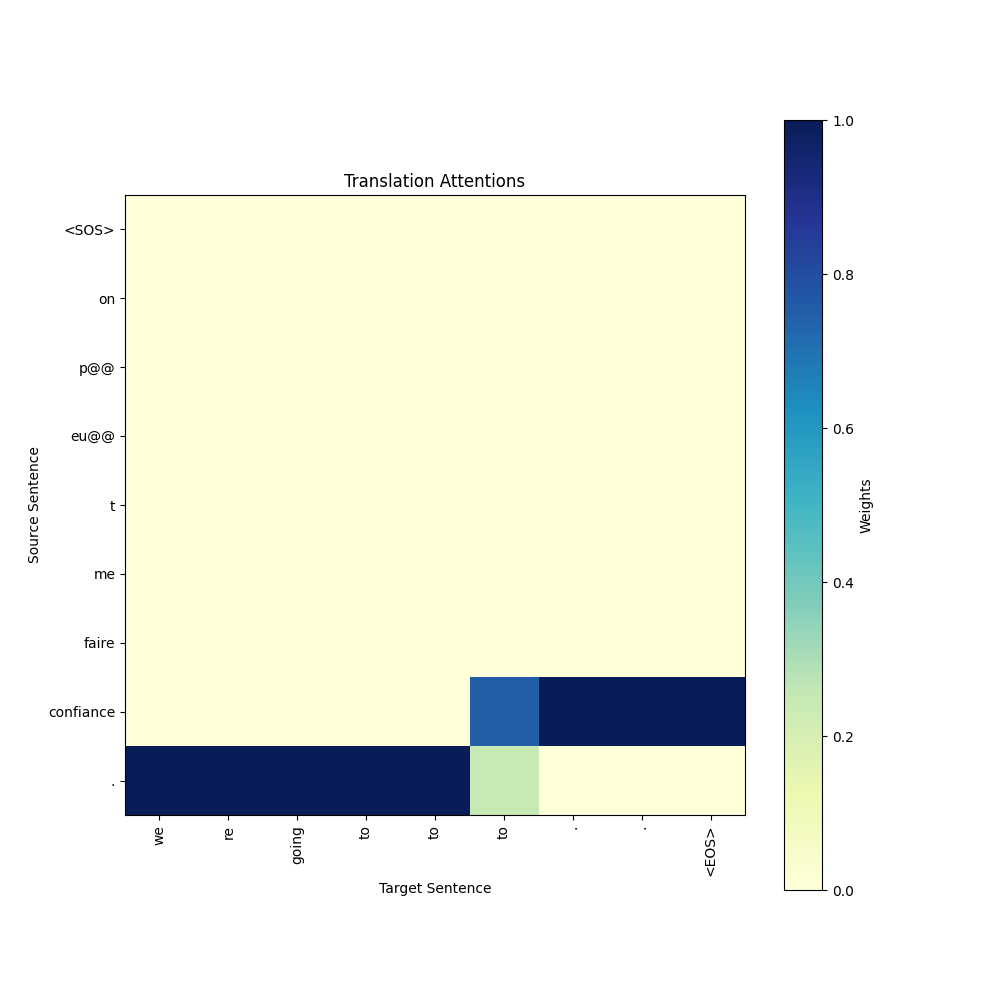 Translation Attentions
<SOS>
on
p@@
eu@@
t
me
faire
confiance
.
Source Sentence
we
re
going
to
to
to
.
.
<EOS>
Target Sentence
1.0
0.8
0.6
0.4
0.2
0.0
Weights